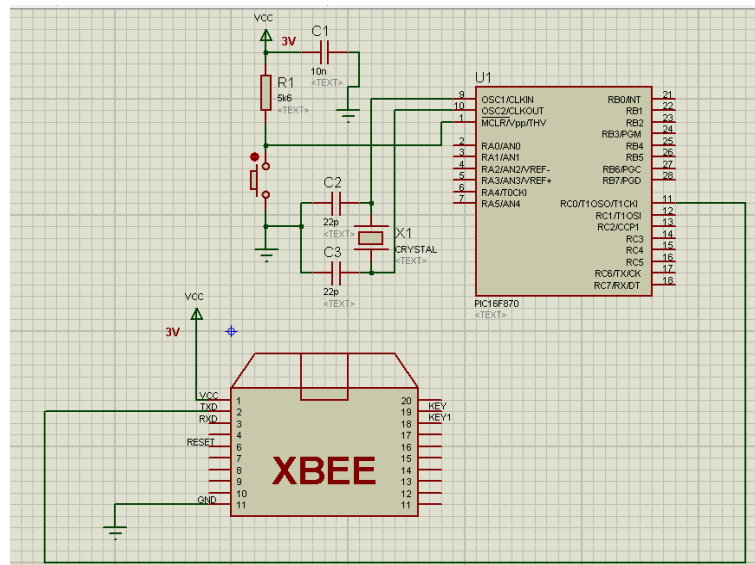 VCC
3V
C1
10n
<TEXT>
R1
5k6
<TEXT>
C2
22p
<TEXT>
X1
CRYSTAL
<TEXT>
C3
22p
<TEXT>
U1
9 OSC1/CLKIN RB0/INT 21
10 OSC2/CLKOUT RB1 22
1 MCLR/Vpp/THV RB2 23
RB3/PGM 24
2 RA0/AN0 RB4 25
3 RA1/AN1 RB5 26
4 RA2/AN2/VREF- RB6/PGC 27
5 RA3/AN3/VREF+ RB7/PGD 28
6 RA4/T0CKI
7 RA5/AN4 RC0/T1OSO/T1CKI 11
RC1/T1OSI 12
RC2/CCP1 13
RC3 14
RC4 15
RC5 16
RC6/TX/CK 17
RC7/RX/DT 18
PIC16F870
<TEXT>
VCC
3V
VCC 1 20
TXD 2 19 KEY
RXD 3 18 KEY1
4 17
RESET 6 16
7 15
8 14
9 13
10 12
GND 11 11
XBEE